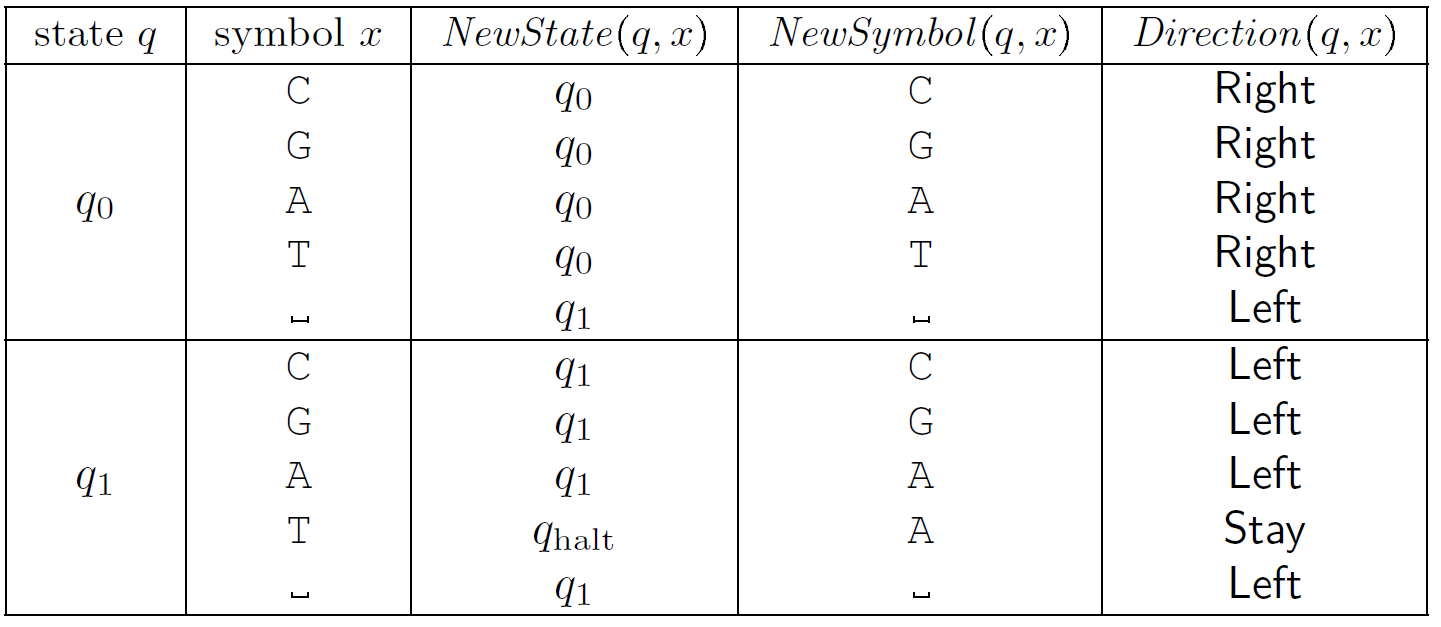 state q symbol x NewState(q, x) NewSymbol(q, x) Direction(q, x)
C q₀ C Right
G q₀ G Right
q₀ A q₀ A Right
T q₀ T Right
␣ q₁ ␣ Left
C q₁ C Left
G q₁ G Left
q₁ A q₁ A Left
T q_halt A Stay
␣ q₁ ␣ Left